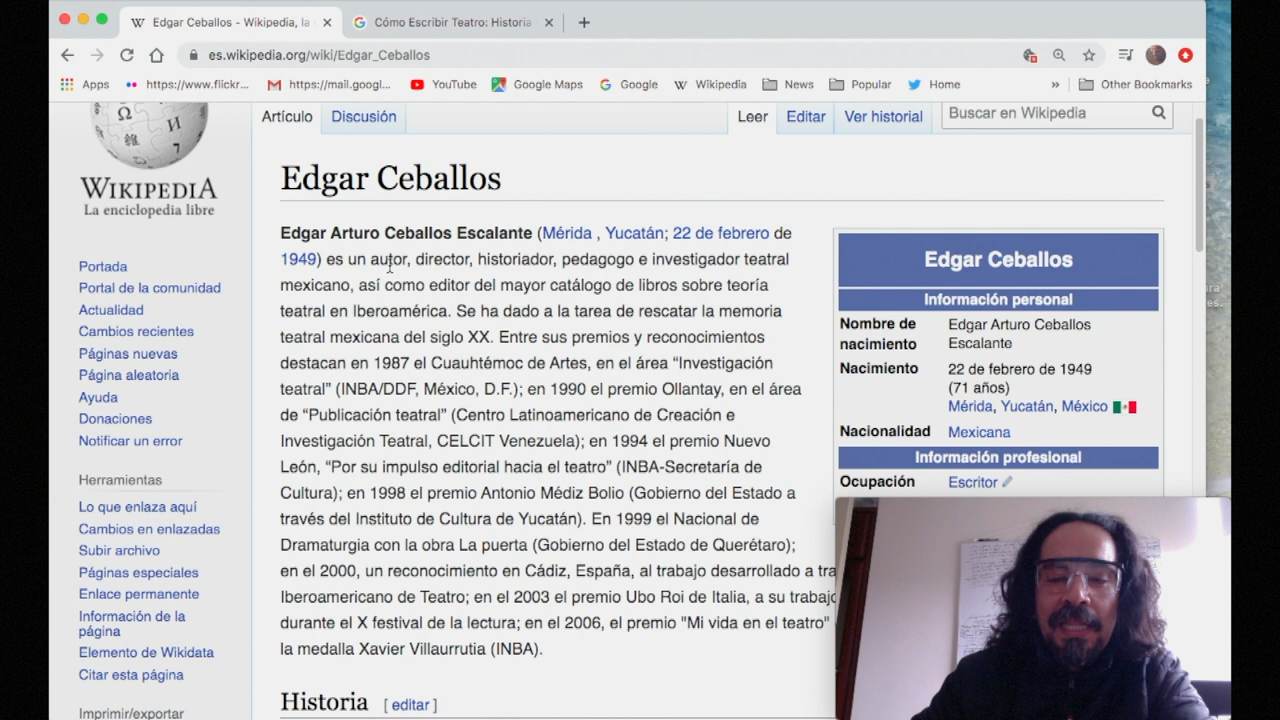 Edgar Ceballos - Wikipedia, la
Cómo Escribir Teatro: Historia
es.wikipedia.org/wiki/Edgar_Ceballos
Apps
https://www.flickr...
https://mail.googl...
YouTube
Google Maps
Google
Wikipedia
News
Popular
Home
»
Other Bookmarks
WIKIPEDIA
La enciclopedia libre
Artículo
Discusión
Leer
Editar
Ver historial
Buscar en Wikipedia
Portada
Portal de la comunidad
Actualidad
Cambios recientes
Páginas nuevas
Página aleatoria
Ayuda
Donaciones
Notificar un error
Herramientas
Lo que enlaza aquí
Cambios en enlazadas
Subir archivo
Páginas especiales
Enlace permanente
Información de la
página
Elemento de Wikidata
Citar esta página
Imprimir/exportar
Edgar Ceballos
Edgar Arturo Ceballos Escalante (Mérida , Yucatán; 22 de febrero de
1949) es un autor, director, historiador, pedagogo e investigador teatral
mexicano, así como editor del mayor catálogo de libros sobre teoría
teatral en Iberoamérica. Se ha dado a la tarea de rescatar la memoria
teatral mexicana del siglo XX. Entre sus premios y reconocimientos
destacan en 1987 el Cuauhtémoc de Artes, en el área “Investigación
teatral” (INBA/DDF, México, D.F.); en 1990 el premio Ollantay, en el área
de “Publicación teatral” (Centro Latinoamericano de Creación e
Investigación Teatral, CELCIT Venezuela); en 1994 el premio Nuevo
León, “Por su impulso editorial hacia el teatro” (INBA-Secretaría de
Cultura); en 1998 el premio Antonio Médiz Bolio (Gobierno del Estado a
través del Instituto de Cultura de Yucatán). En 1999 el Nacional de
Dramaturgia con la obra La puerta (Gobierno del Estado de Querétaro);
en el 2000, un reconocimiento en Cádiz, España, al trabajo desarrollado a tra
Iberoamericano de Teatro; en el 2003 el premio Ubo Roi de Italia, a su trabajo
durante el X festival de la lectura; en el 2006, el premio "Mi vida en el teatro"
la medalla Xavier Villaurrutia (INBA).
Historia [ editar ]
Edgar Ceballos
Información personal
Nombre de nacimiento
Edgar Arturo Ceballos
Escalante
Nacimiento
22 de febrero de 1949
(71 años)
Mérida, Yucatán, México
Nacionalidad
Mexicana
Información profesional
Ocupación
Escritor